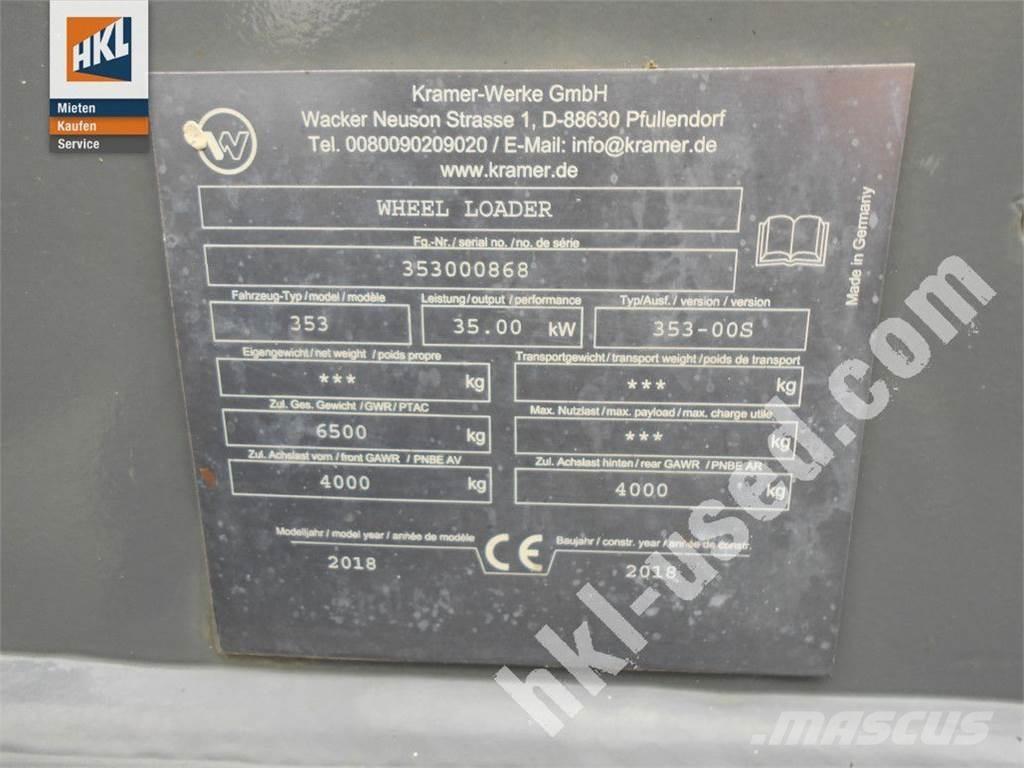 HKL
Mieten
Kaufen
Service
Kramer-Werke GmbH
Wacker Neuson Strasse 1, D-88630 Pfullendorf
Tel. 0080090209020 / E-Mail: info@kramer.de
www.kramer.de
W
WHEEL LOADER
Fg.-Nr. / serial no. / no. de série
353000868
Made in Germany
Fahrzeug-Typ / model / modèle Leistung / output / performance Typ/Ausf. / version / version
353 35.00 kW 353-00S
Eigengewicht / net weight / poids propre Transportgewicht / transport weight / poids de transport
*** kg *** kg
Zul. Ges. Gewicht / GWR / PTAC Max. Nutzlast / max. payload / max. charge utile
6500 kg *** kg
Zul. Achslast vorn / front GAWR / PNBE AV Zul. Achslast hinten / rear GAWR / PNBE AR
4000 kg 4000 kg
Modelljahr / model year / année de modèle CE Baujahr / constr. year / année de constr.
2018 2018
hkl-used.com
MASCUS